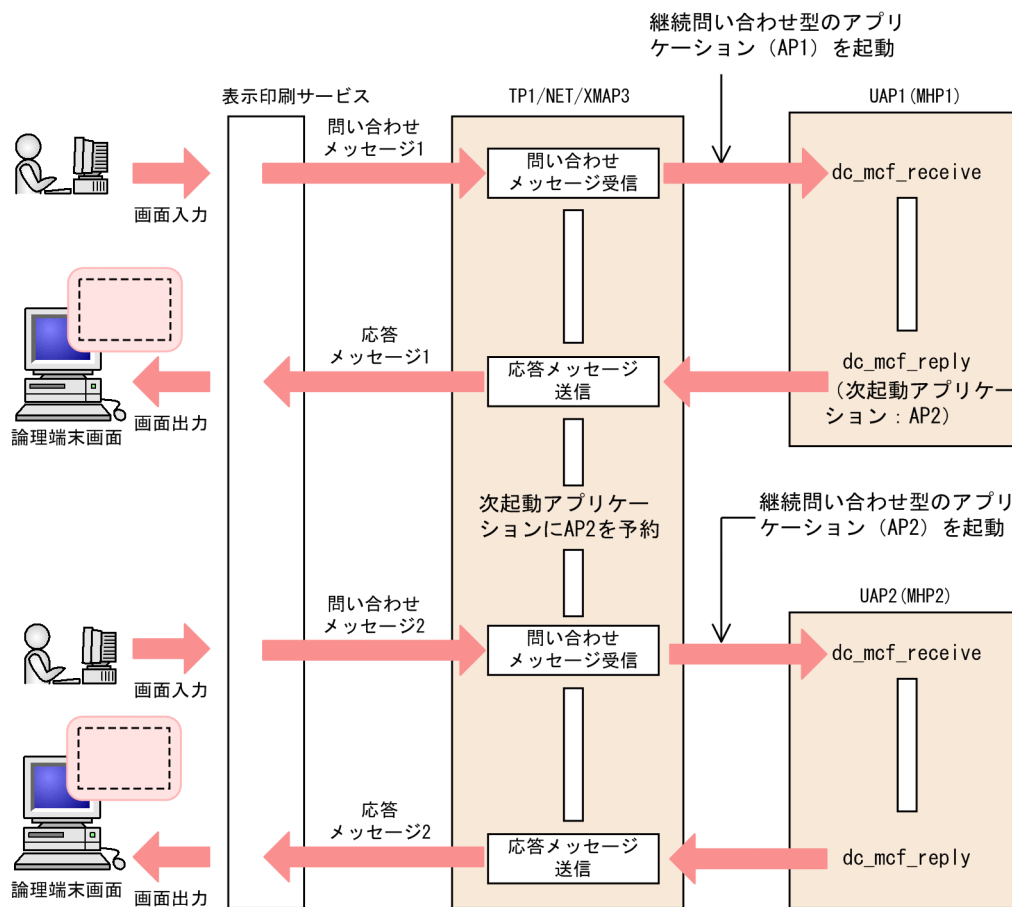 継続問い合わせ型のアプリ
ケーション（AP1）を起動
表示印刷サービス
TP1/NET/XMAP3
UAP1(MHP1)
問い合わせ
メッセージ1
問い合わせ
メッセージ受信
dc_mcf_receive
画面入力
応答
メッセージ1
応答メッセージ
送信
dc_mcf_reply
（次起動アプリケー
ション：AP2）
画面出力
論理端末画面
次起動アプリケー
ションにAP2を予約
継続問い合わせ型のアプリ
ケーション（AP2）を起動
UAP2(MHP2)
問い合わせ
メッセージ2
問い合わせ
メッセージ受信
dc_mcf_receive
画面入力
応答
メッセージ2
応答メッセージ
送信
dc_mcf_reply
論理端末画面
画面出力